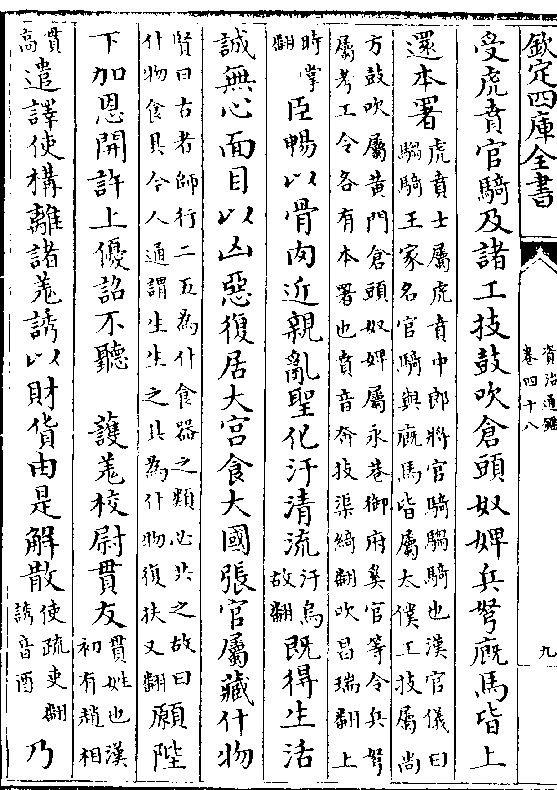 欽定四庫全書
資治通鑑
卷四十八
九
受虎賁官騎及諸工技鼓吹倉頭奴婢兵弩廐馬皆上
還本署
虎賁士屬虎賁中郎將官騎騶騎也漢官儀曰
騶騎王家名官騎與廐馬皆屬太僕工技屬尚
方鼓吹屬黄門倉頭奴婢屬永巷御府奚官等令兵弩
屬考工令各有本署也賁音奔技渠綺翻吹昌瑞翻上
時掌
翻
臣暢以骨肉近親亂聖化汙清流
汙烏
故翻
既得生活
誠無心面目以凶惡復居大宫食大國張官屬藏什物
賢曰古者師行二五為什食器之類必共之故曰
什物食具今人通謂生生之具為什物復扶又翻
願陛
下加恩開許上優詔不聽
護羌校尉貫友
貫姓也漢
初有趙相
貫
高
遣譯使構離諸羌誘以財貨由是解散
使疏吏翻
誘音酉
乃